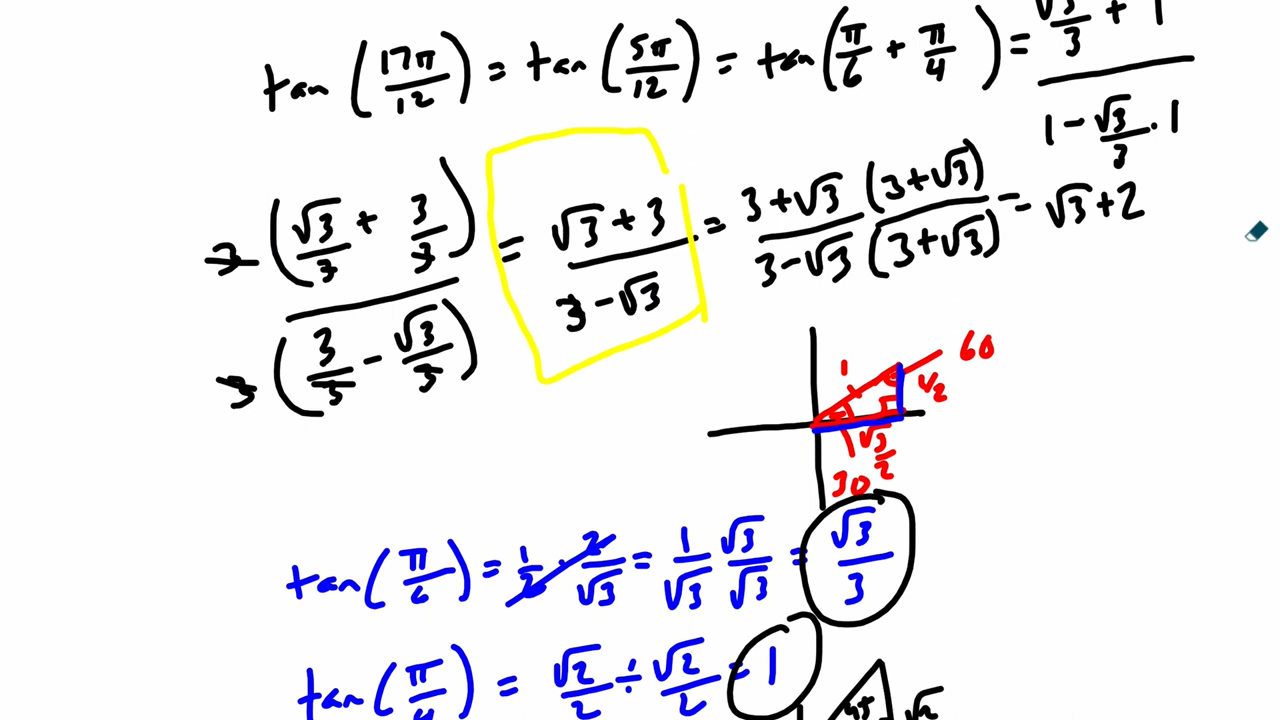 tan(17π/12) = tan(5π/12) = tan(π/6 + π/4) = (√3/3 + 1)/(1 - √3/3 · 1)
3(√3/3 + 3/3)/3(3/3 - √3/3) = (√3 + 3)/(3 - √3) = (3 + √3)(3 + √3)/(3 - √3)(3 + √3) = √3 + 2
60
1
1/2
√3/2
30
tan(π/6) = 1/2 · 2/√3 = 1/√3 √3/√3 = √3/3
tan(π/4) = √2/2 ÷ √2/2 = 1
45
√2